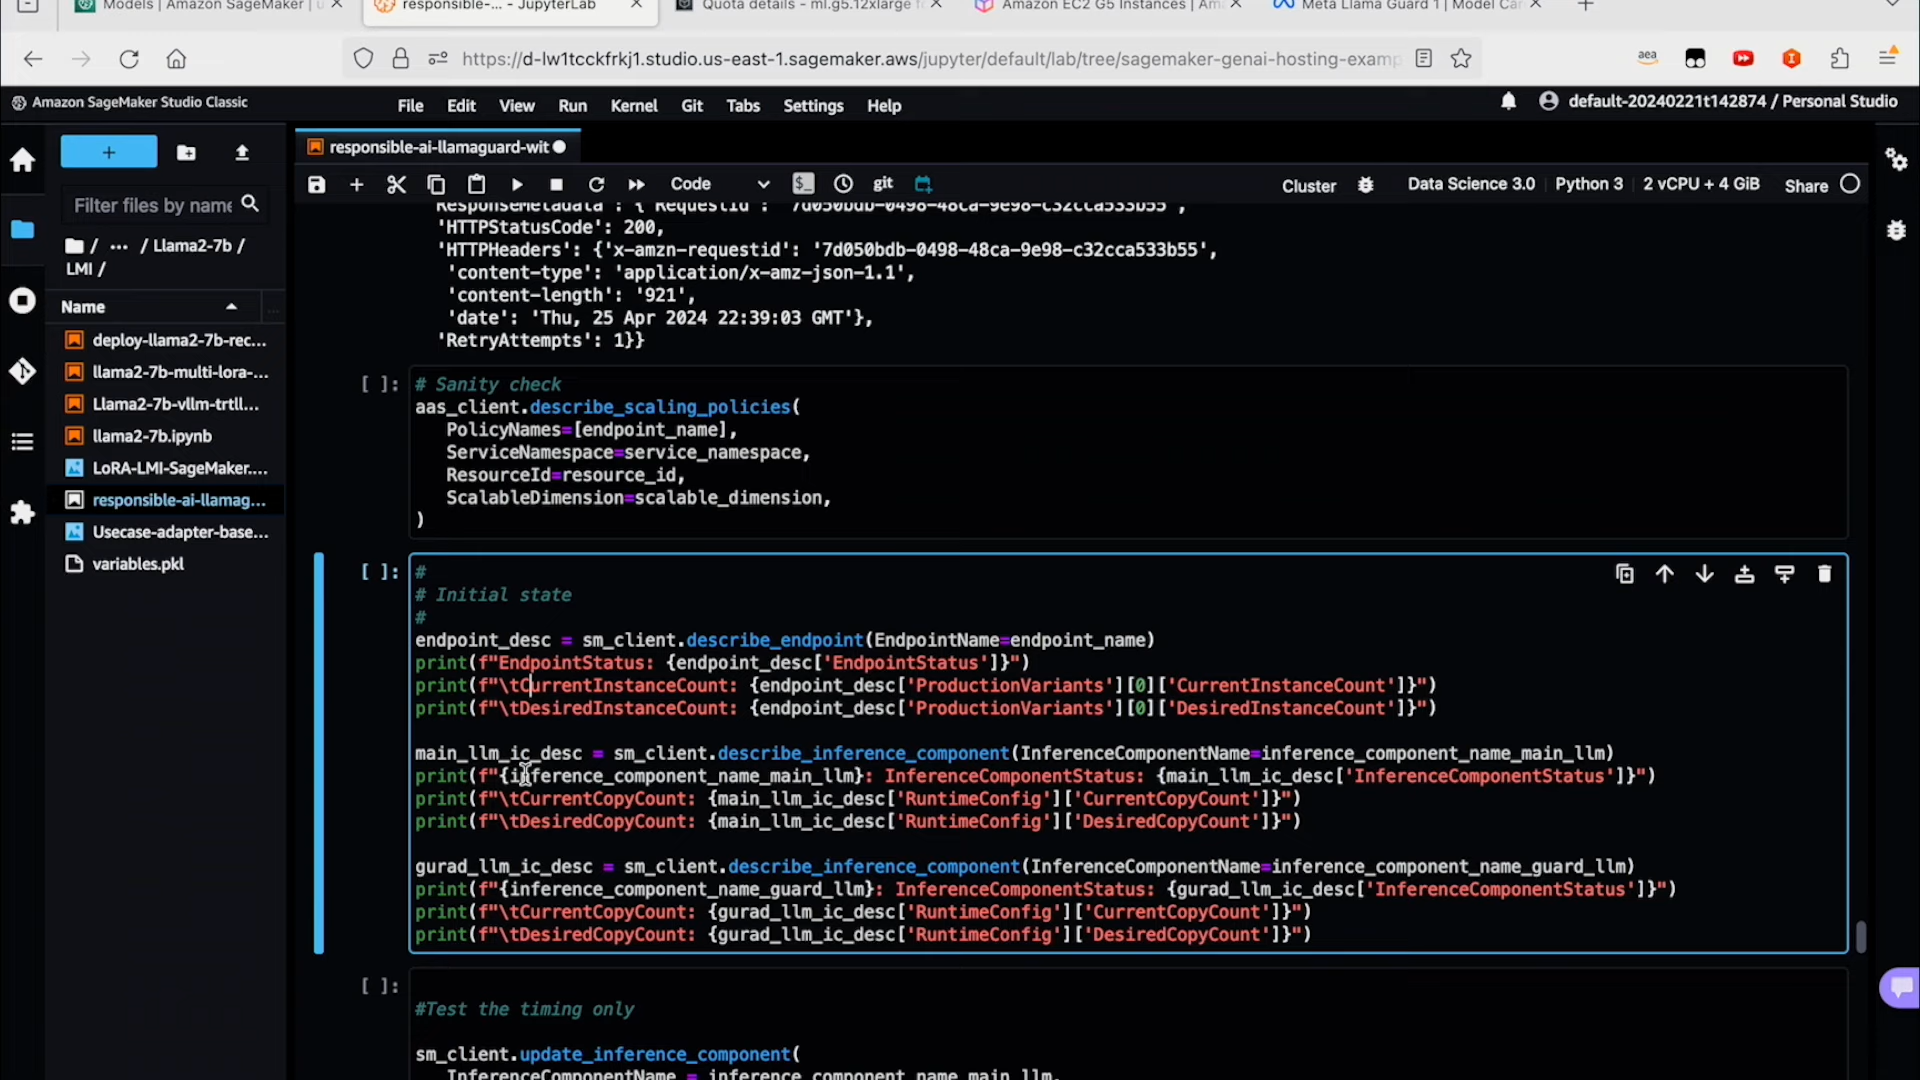 Models | Amazon SageMaker | u
responsible-... - JupyterLab
Quota details - ml.g5.12xlarge f
Amazon EC2 G5 Instances | Am
Meta Llama Guard 1 | Model Car
https://d-lw1tcckfrkj1.studio.us-east-1.sagemaker.aws/jupyter/default/lab/tree/sagemaker-genai-hosting-examp
aea
Amazon SageMaker Studio Classic
File Edit View Run Kernel Git Tabs Settings Help
default-20240221t142874 / Personal Studio
responsible-ai-llamaguard-wit
Filter files by name
/ ... / Llama2-7b /
LMI /
Name
deploy-llama2-7b-rec...
llama2-7b-multi-lora-...
Llama2-7b-vllm-trtll...
llama2-7b.ipynb
LoRA-LMI-SageMaker....
responsible-ai-llamag...
Usecase-adapter-base...
variables.pkl
Code
git
Cluster
Data Science 3.0 Python 3 2 vCPU + 4 GiB Share
ResponseMetadata': {'RequestId': '7d050bdb-0498-48ca-9e98-c32cca533b55',
'HTTPStatusCode': 200,
'HTTPHeaders': {'x-amzn-requestid': '7d050bdb-0498-48ca-9e98-c32cca533b55',
'content-type': 'application/x-amz-json-1.1',
'content-length': '921',
'date': 'Thu, 25 Apr 2024 22:39:03 GMT'},
'RetryAttempts': 1}}
[ ]:
# Sanity check
aas_client.describe_scaling_policies(
PolicyNames=[endpoint_name],
ServiceNamespace=service_namespace,
ResourceId=resource_id,
ScalableDimension=scalable_dimension,
)
[ ]:
#
# Initial state
#
endpoint_desc = sm_client.describe_endpoint(EndpointName=endpoint_name)
print(f"EndpointStatus: {endpoint_desc['EndpointStatus']}")
print(f"\tCurrentInstanceCount: {endpoint_desc['ProductionVariants'][0]['CurrentInstanceCount']}")
print(f"\tDesiredInstanceCount: {endpoint_desc['ProductionVariants'][0]['DesiredInstanceCount']}")
main_llm_ic_desc = sm_client.describe_inference_component(InferenceComponentName=inference_component_name_main_llm)
print(f"{inference_component_name_main_llm}: InferenceComponentStatus: {main_llm_ic_desc['InferenceComponentStatus']}")
print(f"\tCurrentCopyCount: {main_llm_ic_desc['RuntimeConfig']['CurrentCopyCount']}")
print(f"\tDesiredCopyCount: {main_llm_ic_desc['RuntimeConfig']['DesiredCopyCount']}")
gurad_llm_ic_desc = sm_client.describe_inference_component(InferenceComponentName=inference_component_name_guard_llm)
print(f"{inference_component_name_guard_llm}: InferenceComponentStatus: {gurad_llm_ic_desc['InferenceComponentStatus']}")
print(f"\tCurrentCopyCount: {gurad_llm_ic_desc['RuntimeConfig']['CurrentCopyCount']}")
print(f"\tDesiredCopyCount: {gurad_llm_ic_desc['RuntimeConfig']['DesiredCopyCount']}")
[ ]:
#Test the timing only
sm_client.update_inference_component(
InferenceComponentName = inference_component_name_main_llm,